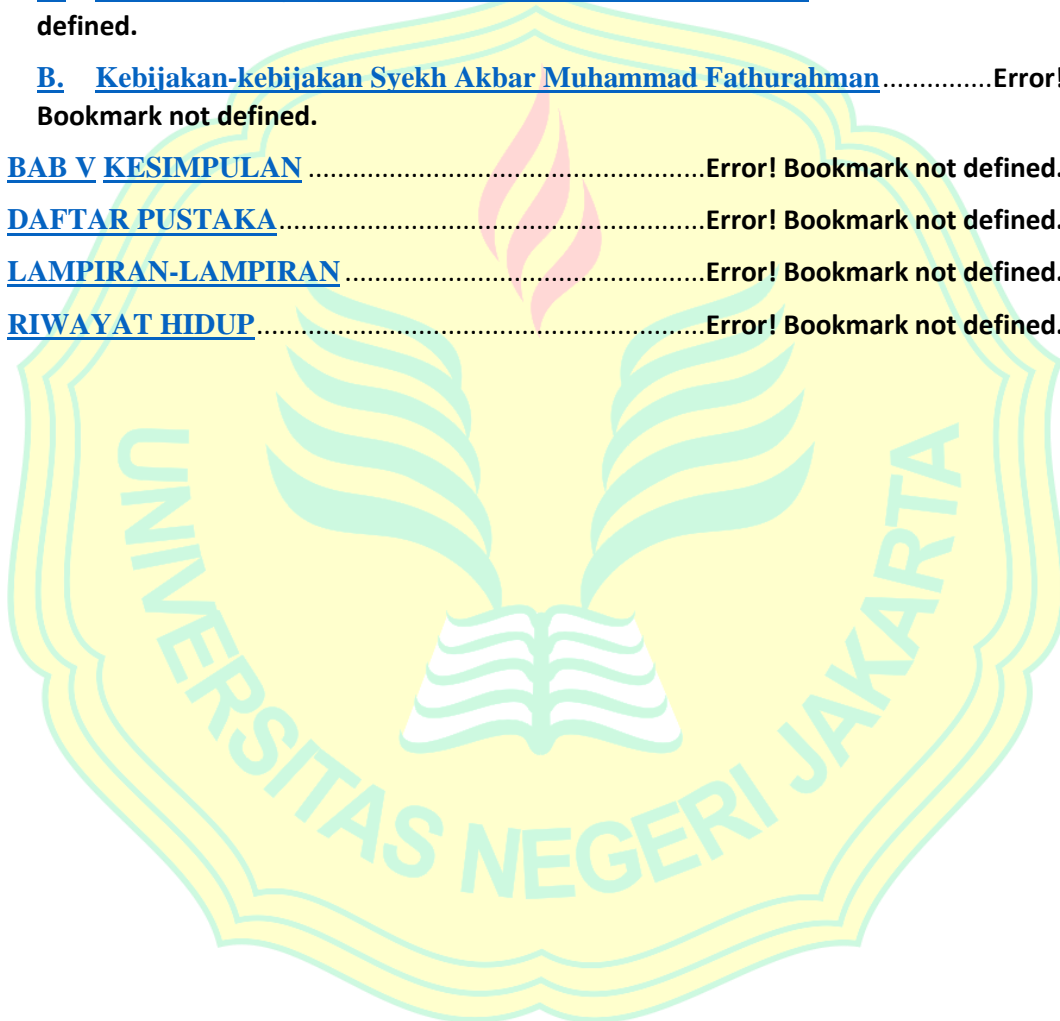 defined.
B. Kebijakan-kebijakan Syekh Akbar Muhammad Fathurahman...............Error!
Bookmark not defined.
BAB V KESIMPULAN ......................................................Error! Bookmark not defined.
DAFTAR PUSTAKA..........................................................Error! Bookmark not defined.
LAMPIRAN-LAMPIRAN .................................................Error! Bookmark not defined.
RIWAYAT HIDUP.............................................................Error! Bookmark not defined.
UNIVERSITAS NEGERI JAKARTA